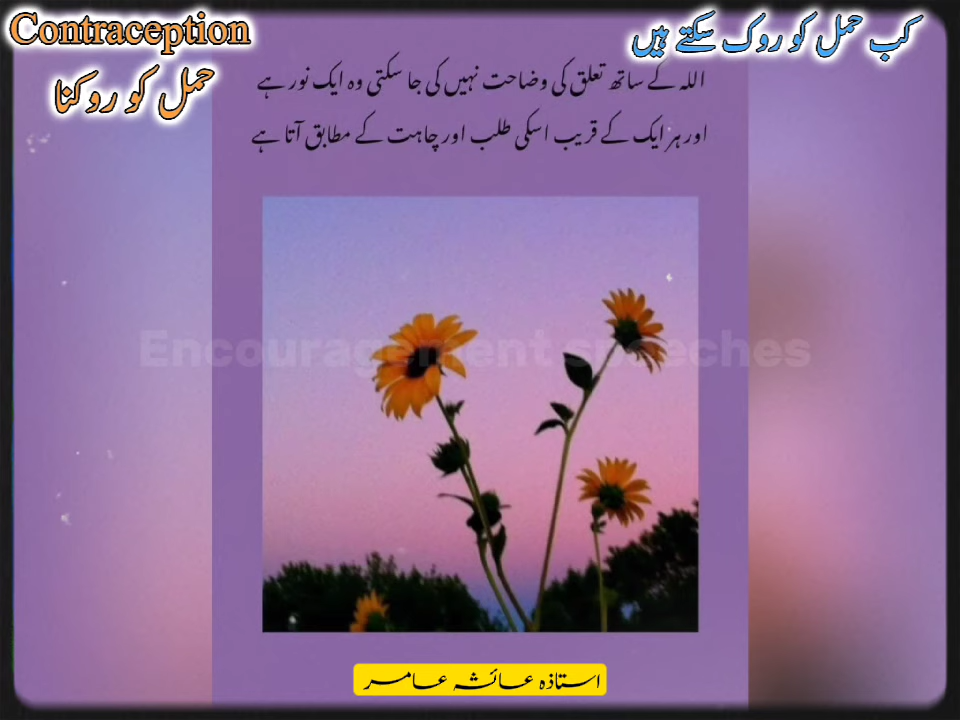 Contraception
حمل کو روکنا
کب حمل کو روک سکتے ہیں
اللہ کے ساتھ تعلق کی وضاحت نہیں کی جا سکتی وہ ایک نور ہے
اور ہر ایک کے قریب اسکی طلب اور چاہت کے مطابق آتا ہے
Encouragement speeches
استاذہ عائشہ عامر